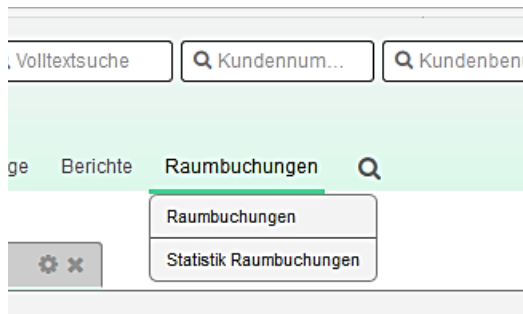 Volltextsuche Kundennum... Kundenben
ge Berichte Raumbuchungen
Raumbuchungen
Statistik Raumbuchungen